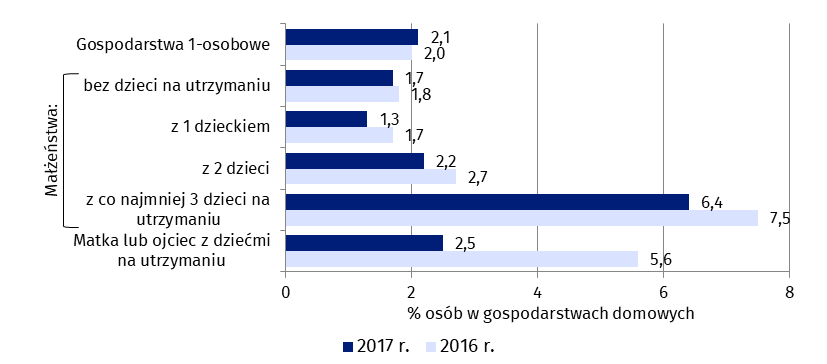 Gospodarstwa 1-osobowe
2,1
2,0
Małżeństwa:
bez dzieci na utrzymaniu
1,7
1,8
z 1 dzieckiem
1,3
1,7
z 2 dzieci
2,2
2,7
z co najmniej 3 dzieci na
utrzymaniu
6,4
7,5
Matka lub ojciec z dziećmi
na utrzymaniu
2,5
5,6
0 2 4 6 8
% osób w gospodarstwach domowych
2017 r. 2016 r.